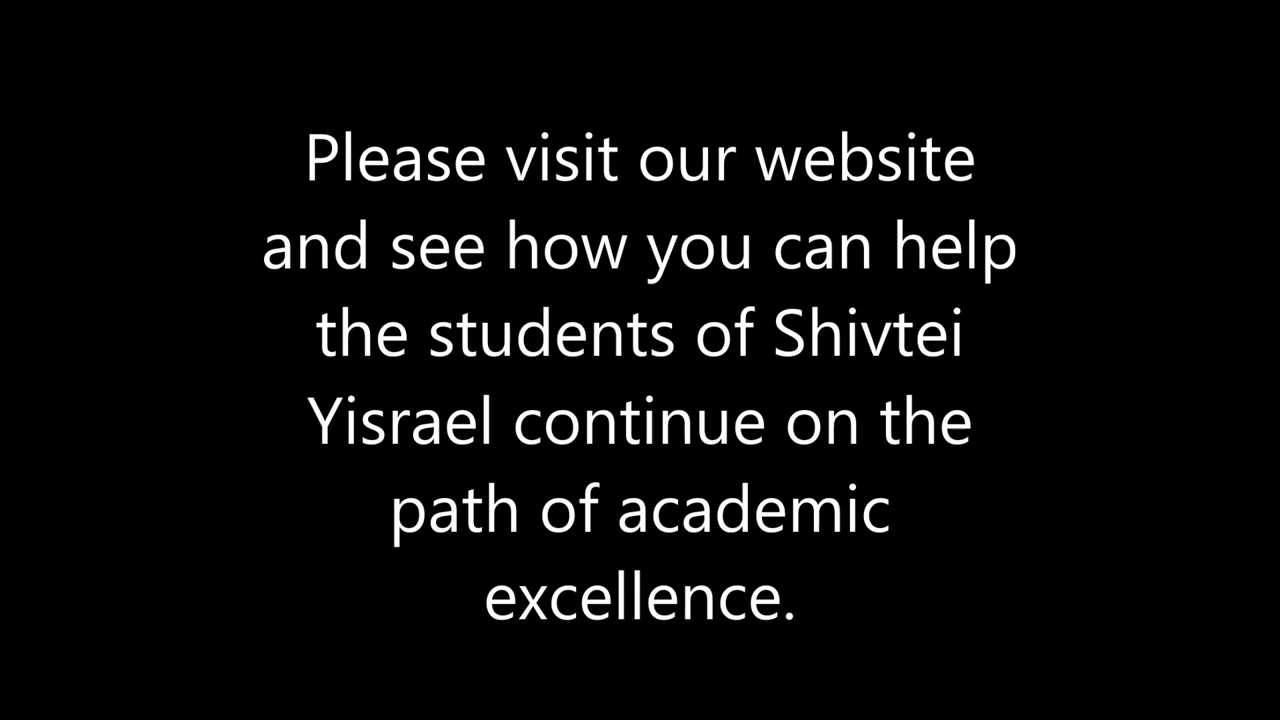 Please visit our website
and see how you can help
the students of Shivtei
Yisrael continue on the
path of academic
excellence.